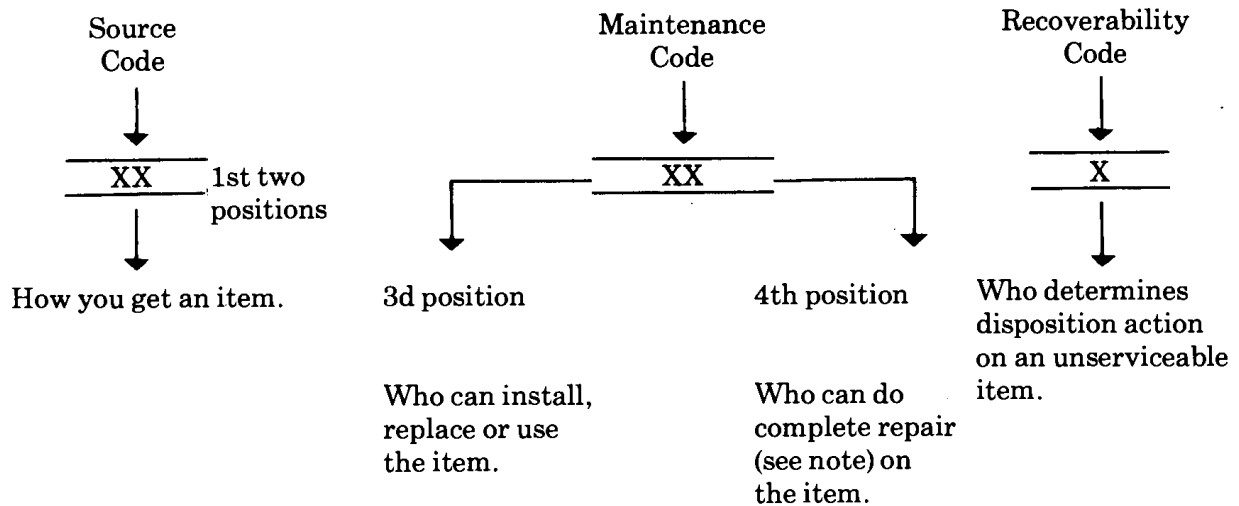 Source
Code
XX
1st two
positions
How you get an item.
Maintenance
Code
XX
3d position
Who can install,
replace or use
the item.
4th position
Who can do
complete repair
(see note) on
the item.
Recoverability
Code
X
Who determines
disposition action
on an unserviceable
item.